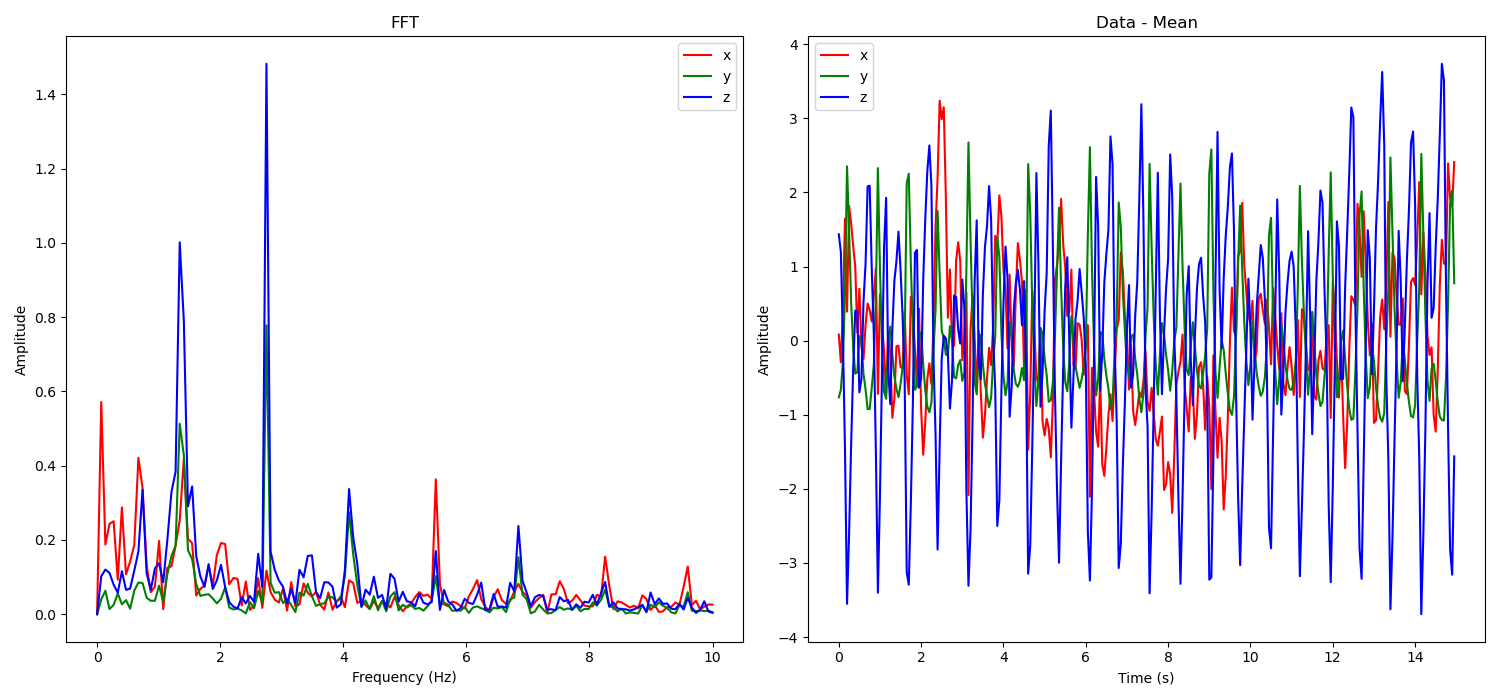 FFT
x
y
z
1.4
1.2
1.0
0.8
0.6
0.4
0.2
0.0
Amplitude
0 2 4 6 8 10
Frequency (Hz)
Data - Mean
x
y
z
4
3
2
1
0
−1
−2
−3
−4
Amplitude
0 2 4 6 8 10 12 14
Time (s)